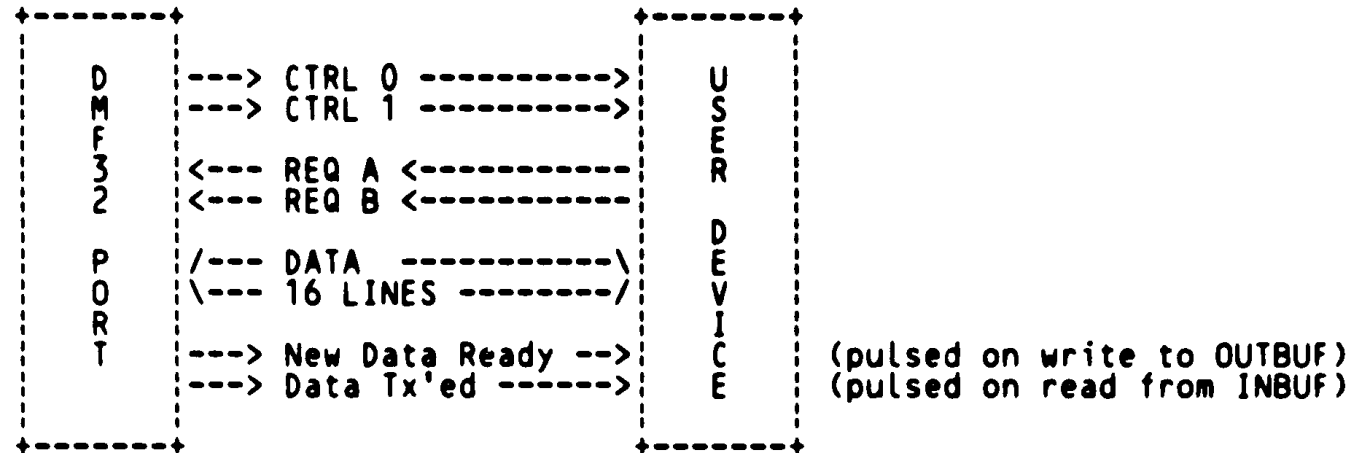 +-------+ +-------+
D ---> CTRL 0 ----------> U
M ---> CTRL 1 ----------> S
F E
3 <--- REQ A <----------- R
2 <--- REQ B <-----------
D
P /--- DATA -----------\ E
O \--- 16 LINES --------/ V
R I
T ---> New Data Ready --> C (pulsed on write to OUTBUF)
---> Data Tx'ed ------> E (pulsed on read from INBUF)
+-------+ +-------+